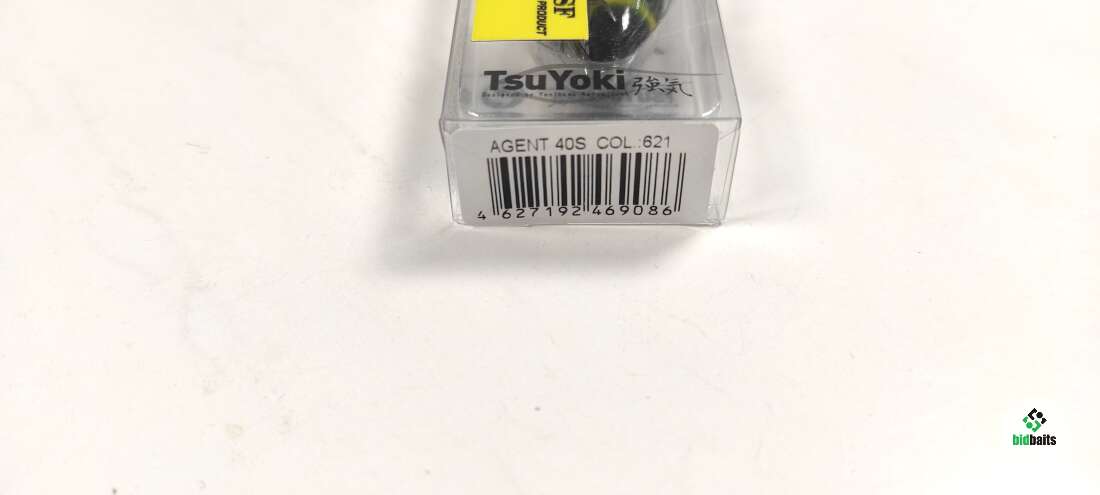 SF
PRODUCT
TsuYoki 強気
AGENT 40S COL.:621
4 627192 469086
bidbaits